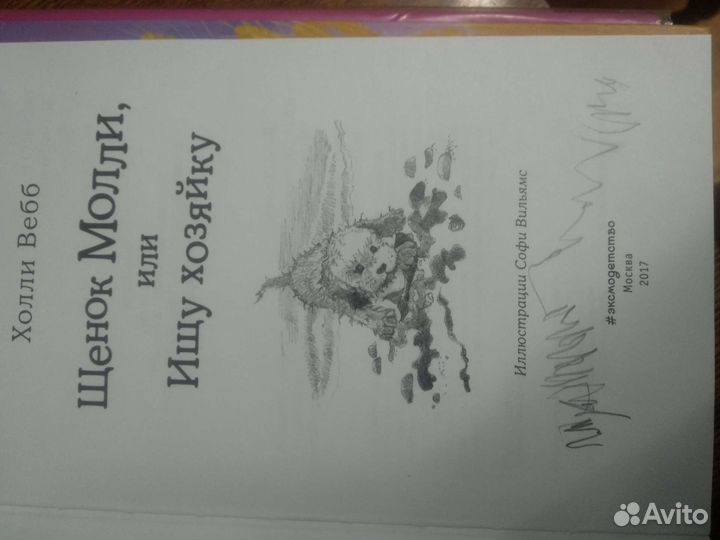 Холли Вебб
Щенок Молли,
или
Ищу хозяйку
Иллюстрации Софи Вильямс
#эксмодетство
Москва
2017
Avito